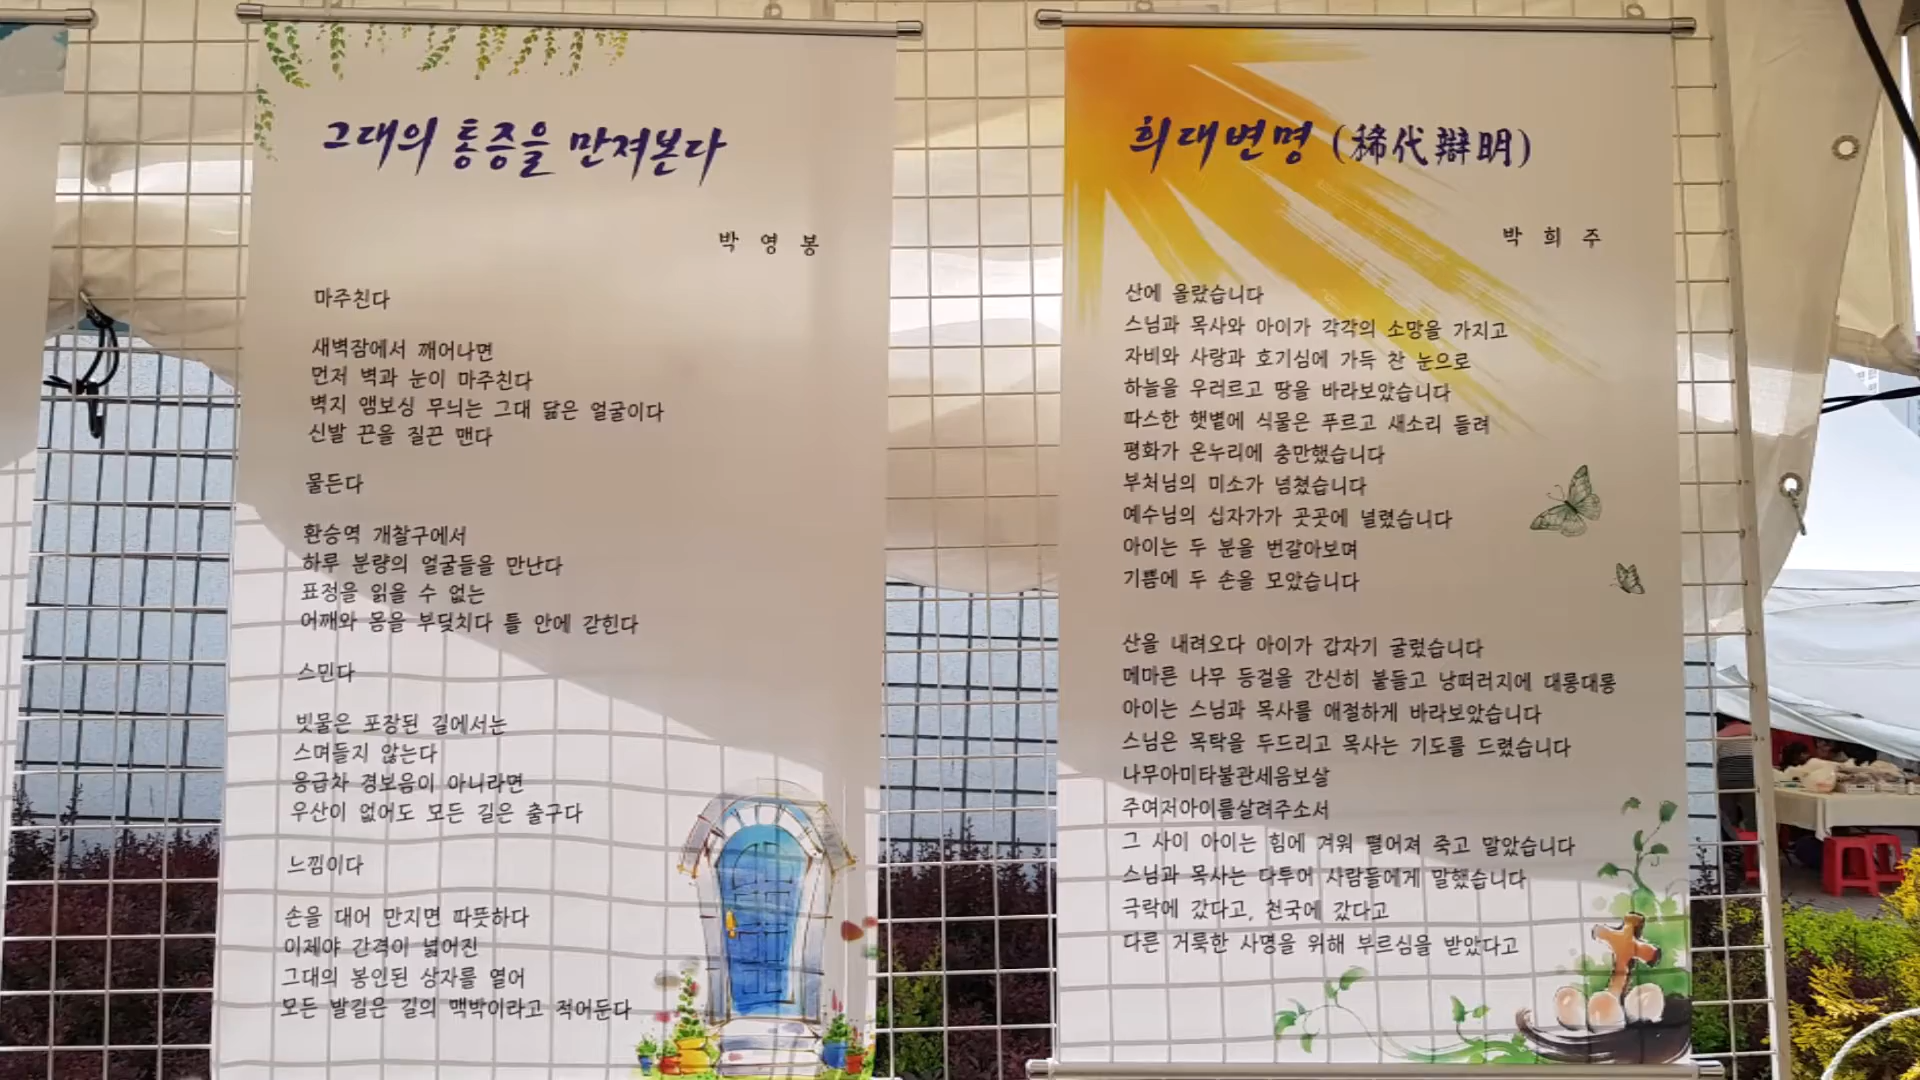 그대의 통증을 만져본다
박 영 봉
마주친다
새벽잠에서 깨어나면
먼저 벽과 눈이 마주친다
벽지 앰보싱 무늬는 그대 닮은 얼굴이다
신발 끈을 질끈 맨다
물든다
환승역 개찰구에서
하루 분량의 얼굴들을 만난다
표정을 읽을 수 없는
어깨와 몸을 부딪치다 틀 안에 갇힌다
스민다
빗물은 포장된 길에서는
스며들지 않는다
응급차 경보음이 아니라면
우산이 없어도 모든 길은 출구다
느낌이다
손을 대어 만지면 따뜻하다
이제야 간격이 넓어진
그대의 봉인된 상자를 열어
모든 발길은 길의 맥박이라고 적어둔다
희대변명 (稀代辯明)
박 희 주
산에 올랐습니다
스님과 목사와 아이가 각각의 소망을 가지고
자비와 사랑과 호기심에 가득 찬 눈으로
하늘을 우러르고 땅을 바라보았습니다
따스한 햇볕에 식물은 푸르고 새소리 들려
평화가 온누리에 충만했습니다
부처님의 미소가 넘쳤습니다
예수님의 십자가가 곳곳에 널렸습니다
아이는 두 분을 번갈아보며
기쁨에 두 손을 모았습니다
산을 내려오다 아이가 갑자기 굴렀습니다
메마른 나무 등걸을 간신히 붙들고 낭떠러지에 대롱대롱
아이는 스님과 목사를 애절하게 바라보았습니다
스님은 목탁을 두드리고 목사는 기도를 드렸습니다
나무아미타불관세음보살
주여저아이를살려주소서
그 사이 아이는 힘에 겨워 떨어져 죽고 말았습니다
스님과 목사는 다투어 사람들에게 말했습니다
극락에 갔다고, 천국에 갔다고
다른 거룩한 사명을 위해 부르심을 받았다고